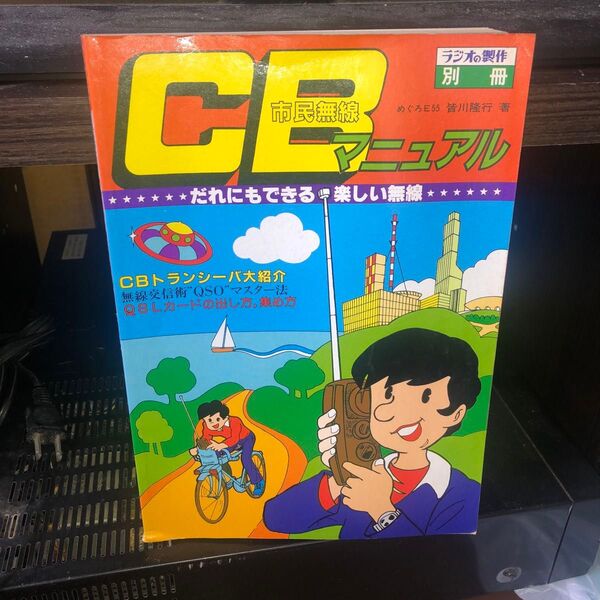 CB
市民無線
マニュアル
ラジオの製作
別冊
めぐろE55 皆川隆行 著
★★★★★★だれにもできる 楽しい無線★★★★★★
CBトランシーバ大紹介
無線交信術"QSO"マスター法
QSLカードの出し方、集め方